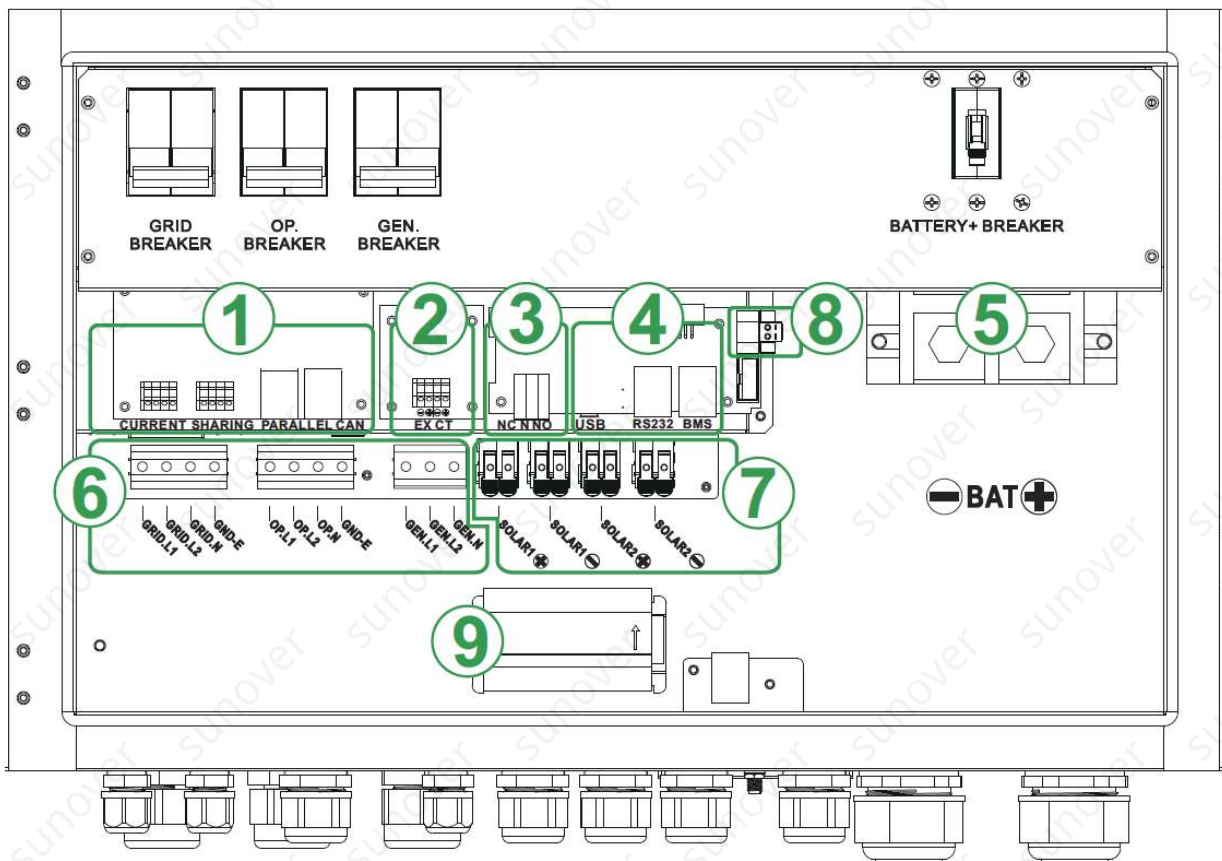 GRID
BREAKER
OP.
BREAKER
GEN.
BREAKER
BATTERY+ BREAKER
1
2
3
4
8
5
CURRENT SHARING PARALLEL CAN
EX CT
NC N NO
USB
RS232 BMS
6
7
GRID.L1
GRID.L2
GRID.N
GND-E
OP.L1
OP.L2
OP.N
GND-E
GEN.L1
GEN.L2
GEN.N
SOLAR1 +
SOLAR1 -
SOLAR2 +
SOLAR2 -
- BAT +
9
sunover